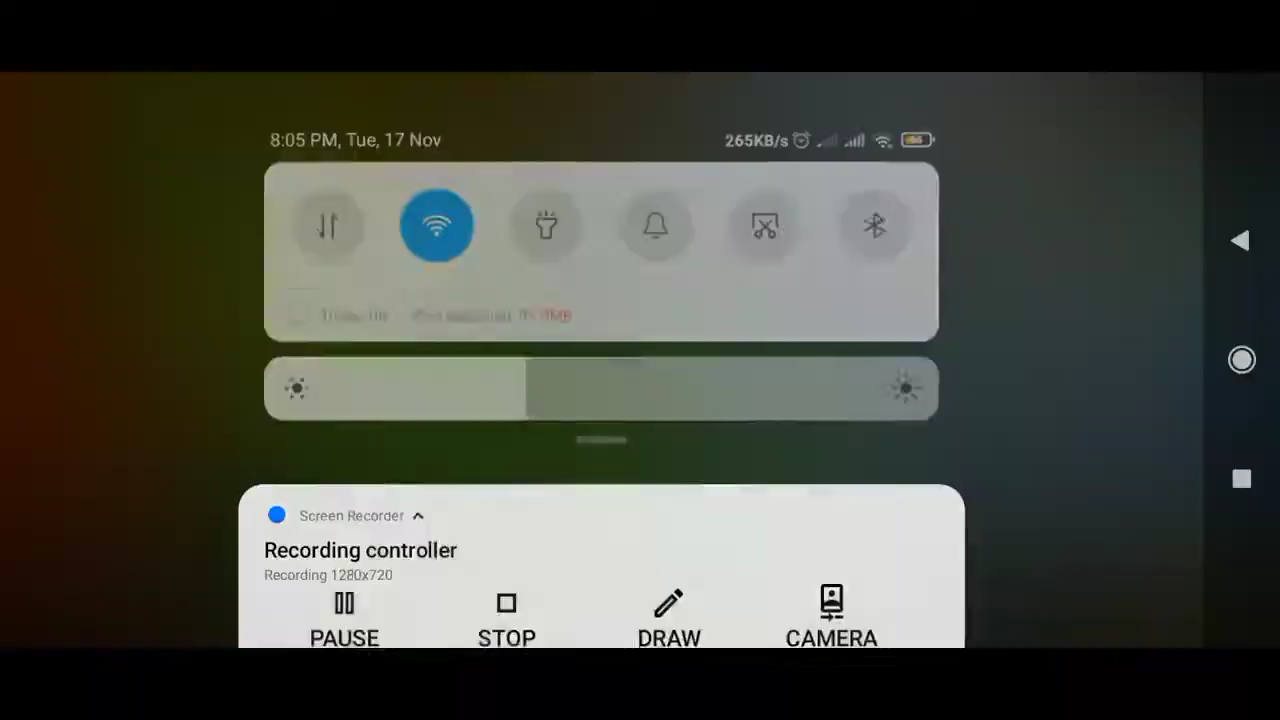 8:05 PM, Tue, 17 Nov
265KB/s
Screen Recorder
Recording controller
Recording 1280x720
PAUSE STOP DRAW CAMERA